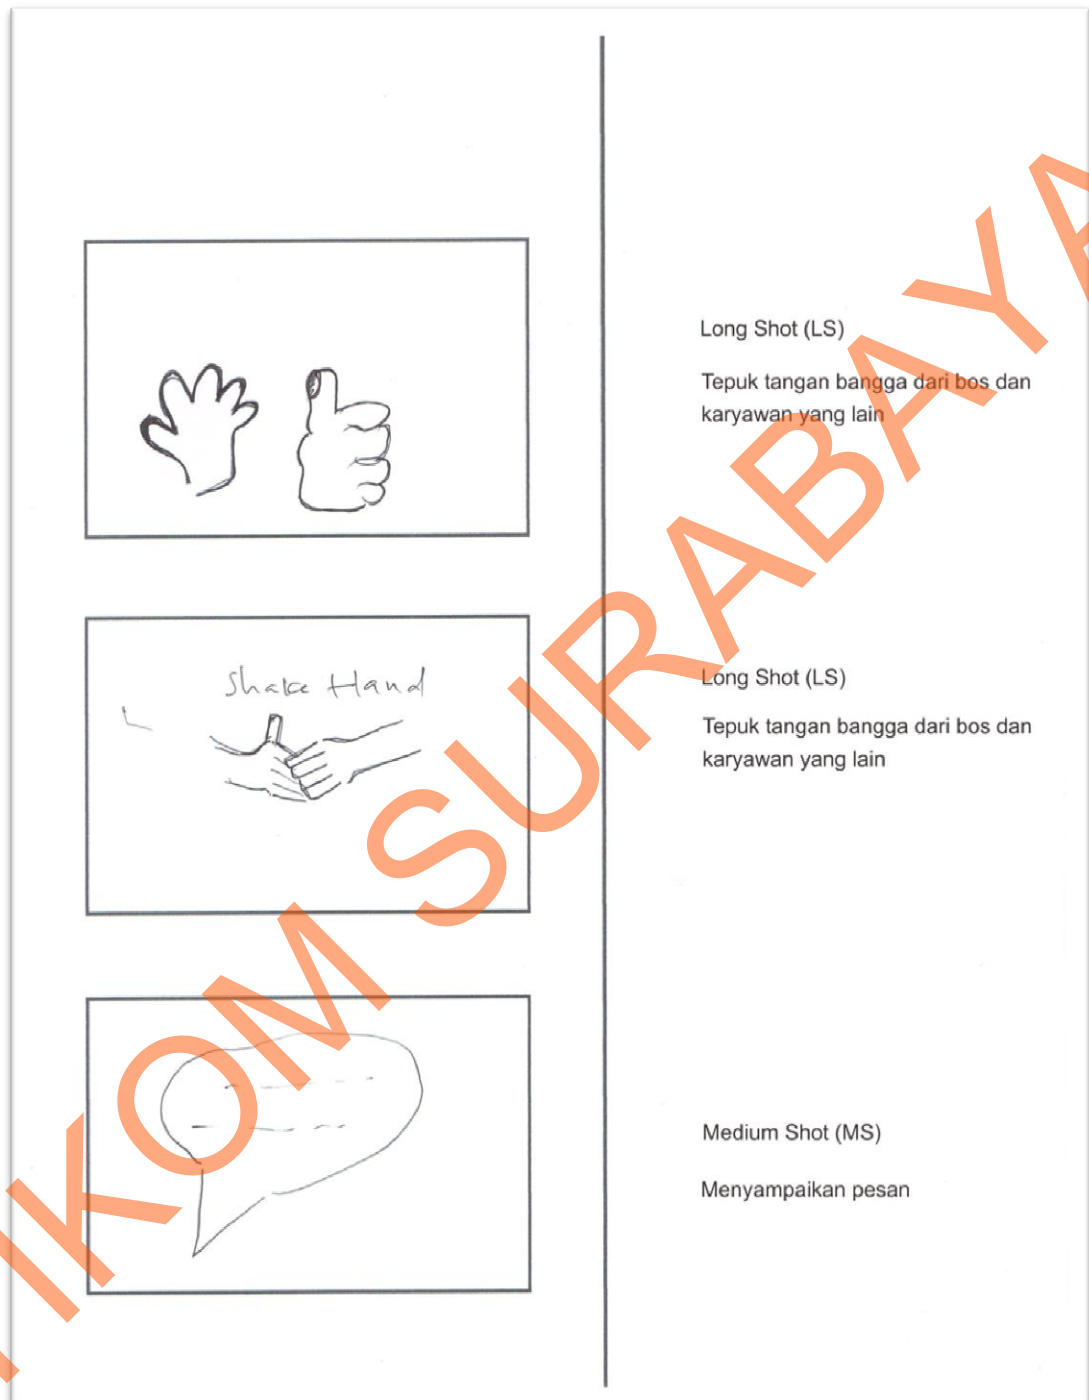 Long Shot (LS)
Tepuk tangan bangga dari bos dan
karyawan yang lain
Shake Hand
Long Shot (LS)
Tepuk tangan bangga dari bos dan
karyawan yang lain
Medium Shot (MS)
Menyampaikan pesan
IKOM SURABAYA